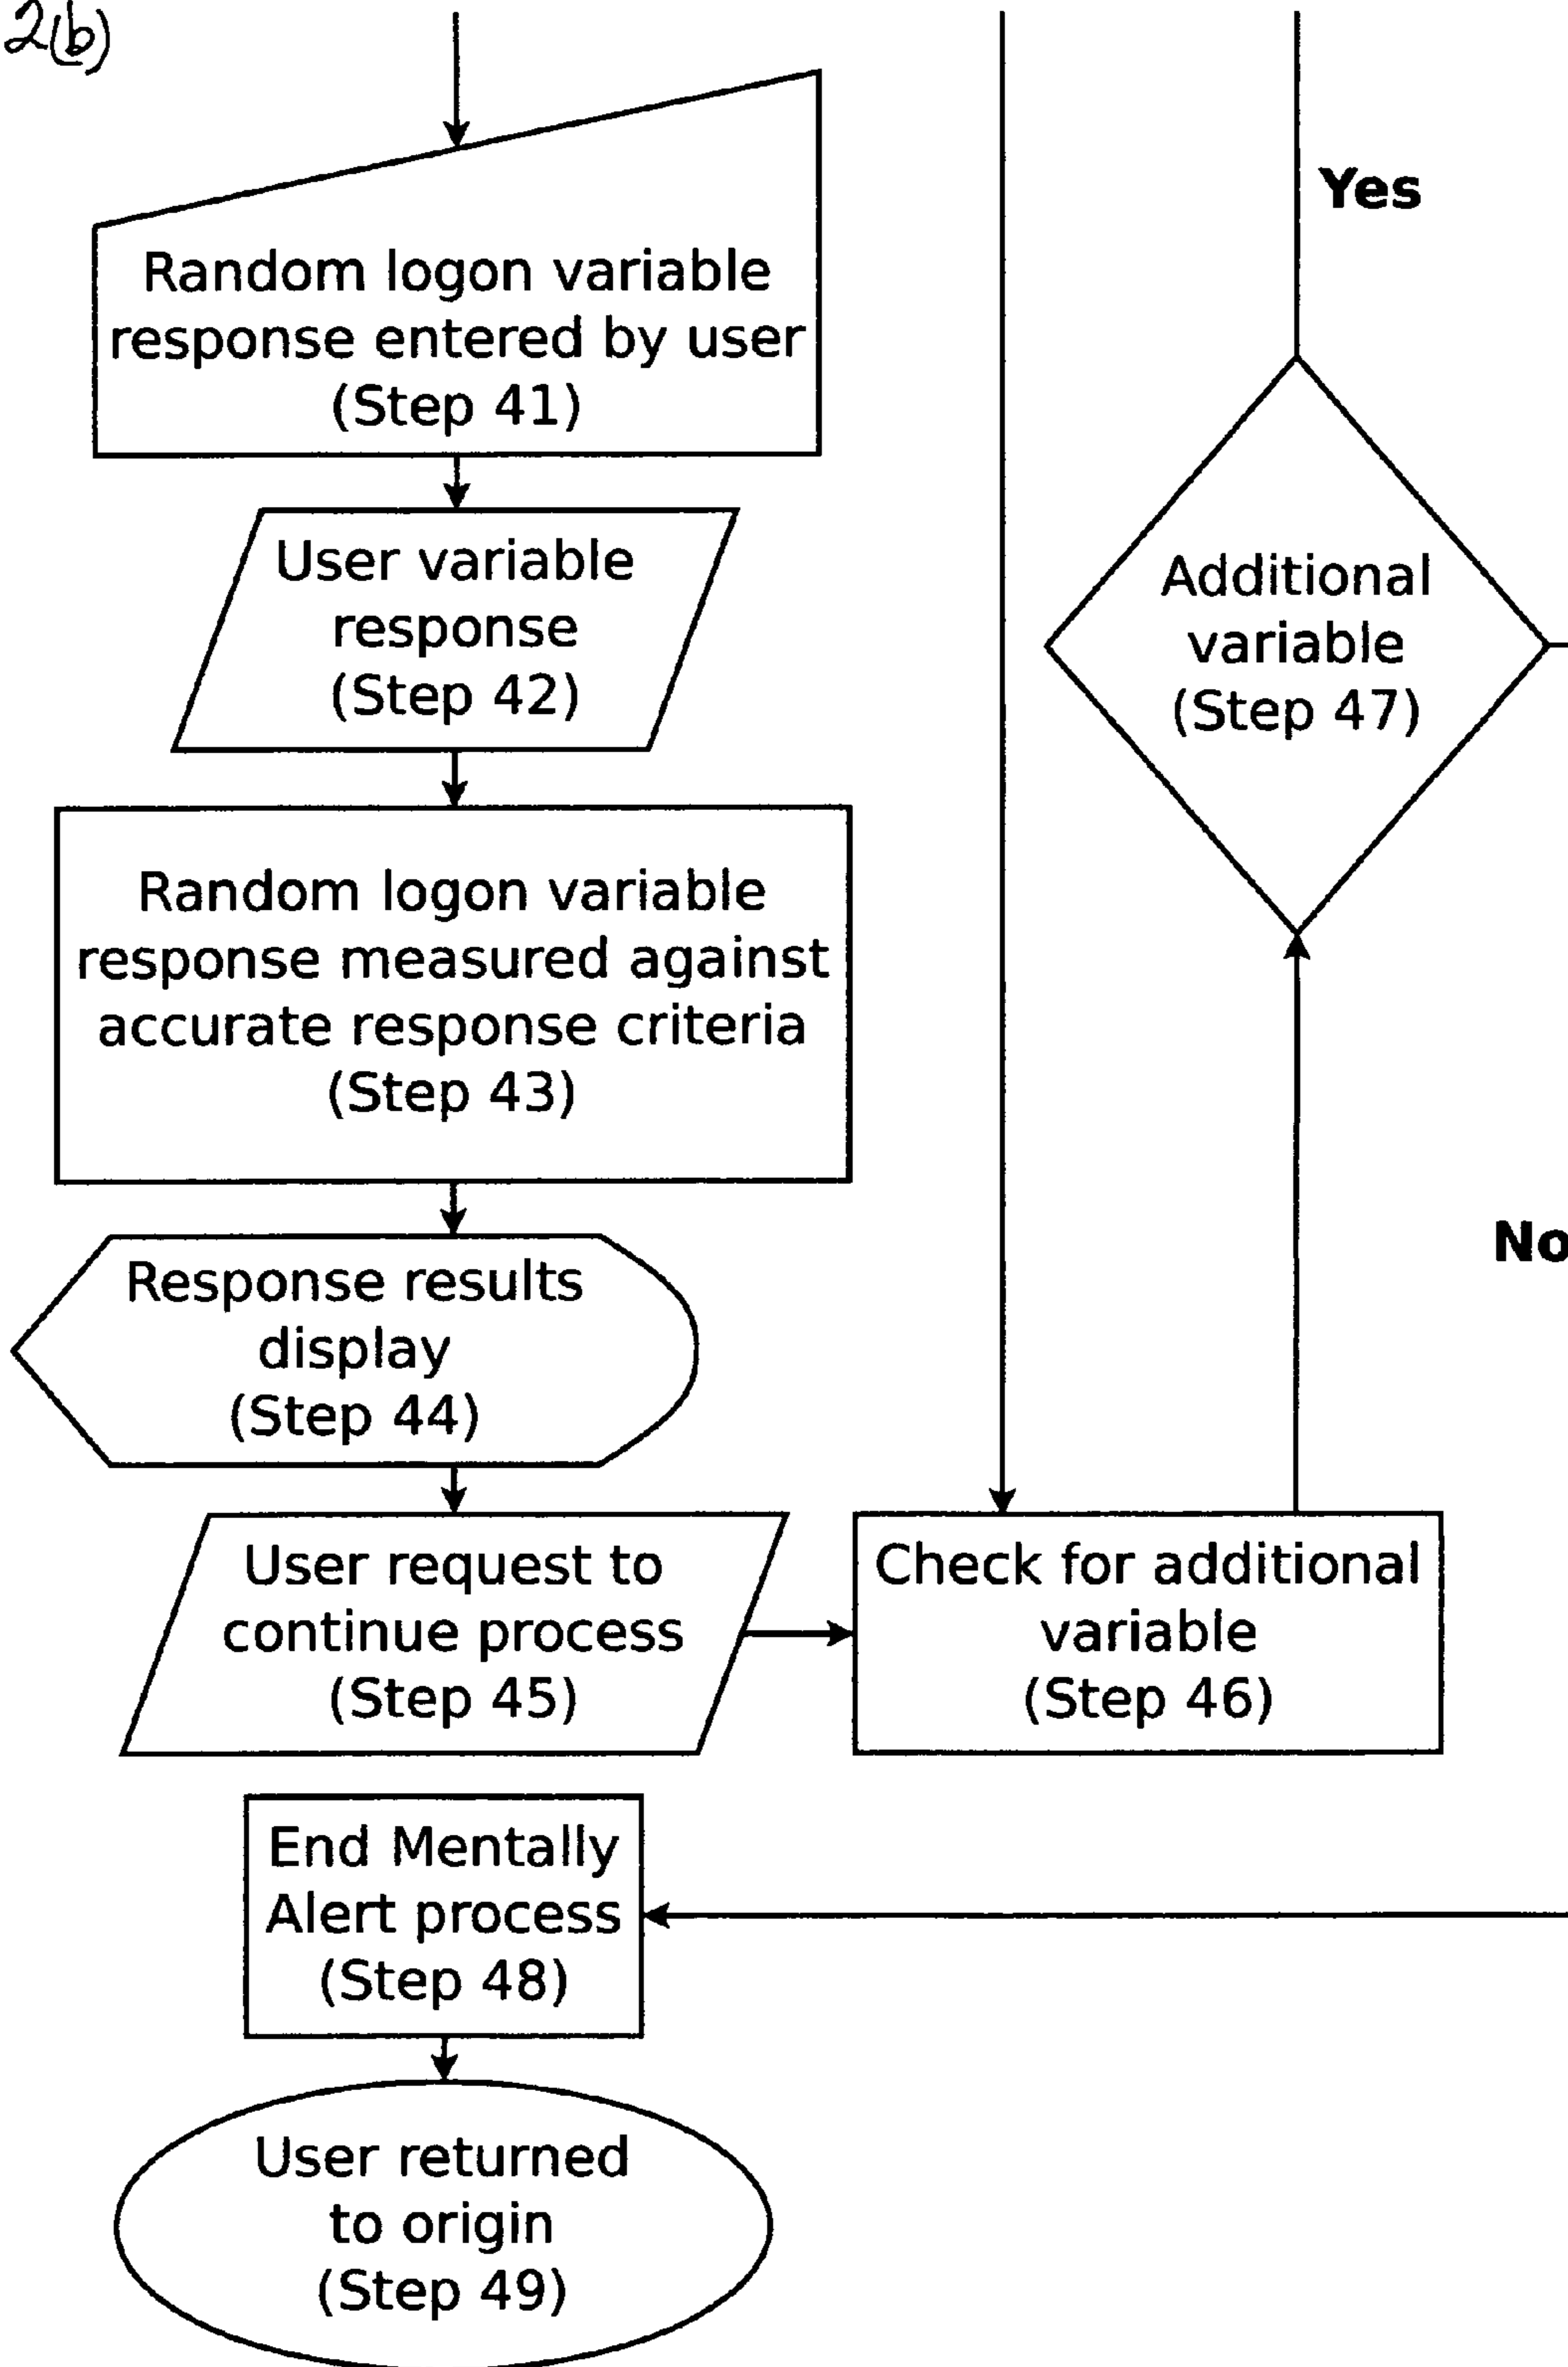 2(b)
Random logon variable
response entered by user
(Step 41)
User variable
response
(Step 42)
Random logon variable
response measured against
accurate response criteria
(Step 43)
Response results
display
(Step 44)
User request to
continue process
(Step 45)
Check for additional
variable
(Step 46)
Yes
Additional
variable
(Step 47)
No
End Mentally
Alert process
(Step 48)
User returned
to origin
(Step 49)